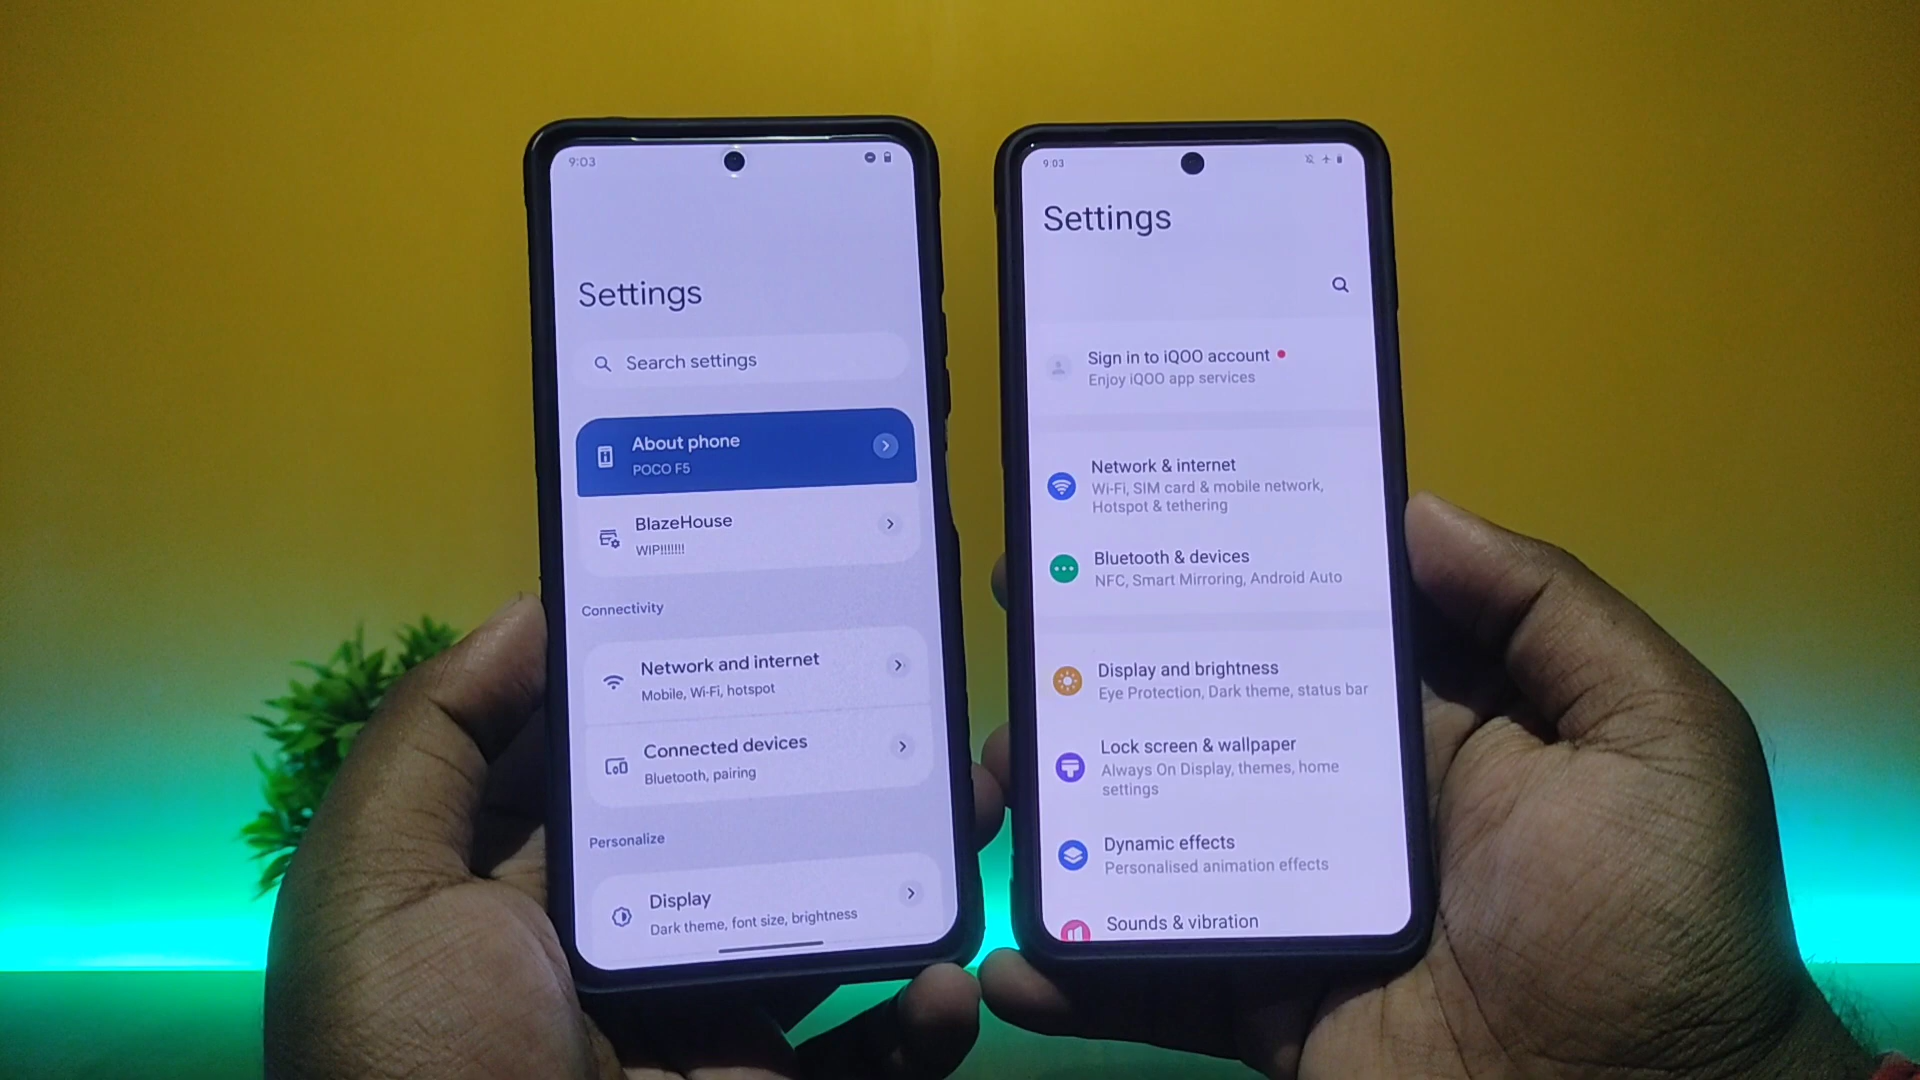 9:03
Settings
Search settings
About phone
POCO F5
BlazeHouse
WIP!!!!!!!
Connectivity
Network and internet
Mobile, Wi-Fi, hotspot
Connected devices
Bluetooth, pairing
Personalize
Display
Dark theme, font size, brightness
9:03
Settings
Sign in to iQOO account
Enjoy iQOO app services
Network & internet
Wi-Fi, SIM card & mobile network,
Hotspot & tethering
Bluetooth & devices
NFC, Smart Mirroring, Android Auto
Display and brightness
Eye Protection, Dark theme, status bar
Lock screen & wallpaper
Always On Display, themes, home
settings
Dynamic effects
Personalised animation effects
Sounds & vibration